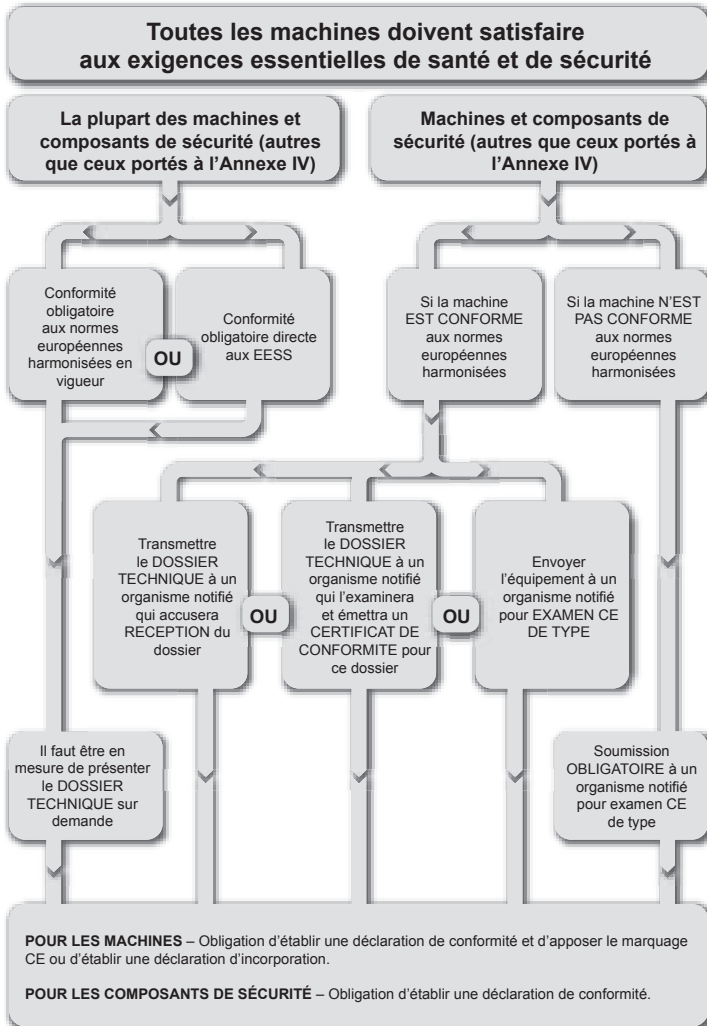 Toutes les machines doivent satisfaire
aux exigences essentielles de santé et de sécurité
La plupart des machines et
composants de sécurité (autres
que ceux portés à l'Annexe IV)
Machines et composants de
sécurité (autres que ceux portés à
l'Annexe IV)
Conformité
obligatoire
aux normes
européennes
harmonisées en
vigueur
OU
Conformité
obligatoire directe
aux EESS
Si la machine
EST CONFORME
aux normes
européennes
harmonisées
Si la machine N'EST
PAS CONFORME
aux normes
européennes
harmonisées
Transmettre
le DOSSIER
TECHNIQUE à un
organisme notifié
qui accusera
RECEPTION du
dossier
OU
Transmettre
le DOSSIER
TECHNIQUE à un
organisme notifié
qui l'examinera
et émettra un
CERTIFICAT DE
CONFORMITE pour
ce dossier
OU
Envoyer
l'équipement à un
organisme notifié
pour EXAMEN CE
DE TYPE
Il faut être en
mesure de présenter
le DOSSIER
TECHNIQUE sur
demande
Soumission
OBLIGATOIRE à un
organisme notifié
pour examen CE
de type
POUR LES MACHINES – Obligation d'établir une déclaration de conformité et d'apposer le marquage
CE ou d'établir une déclaration d'incorporation.
POUR LES COMPOSANTS DE SÉCURITÉ – Obligation d'établir une déclaration de conformité.